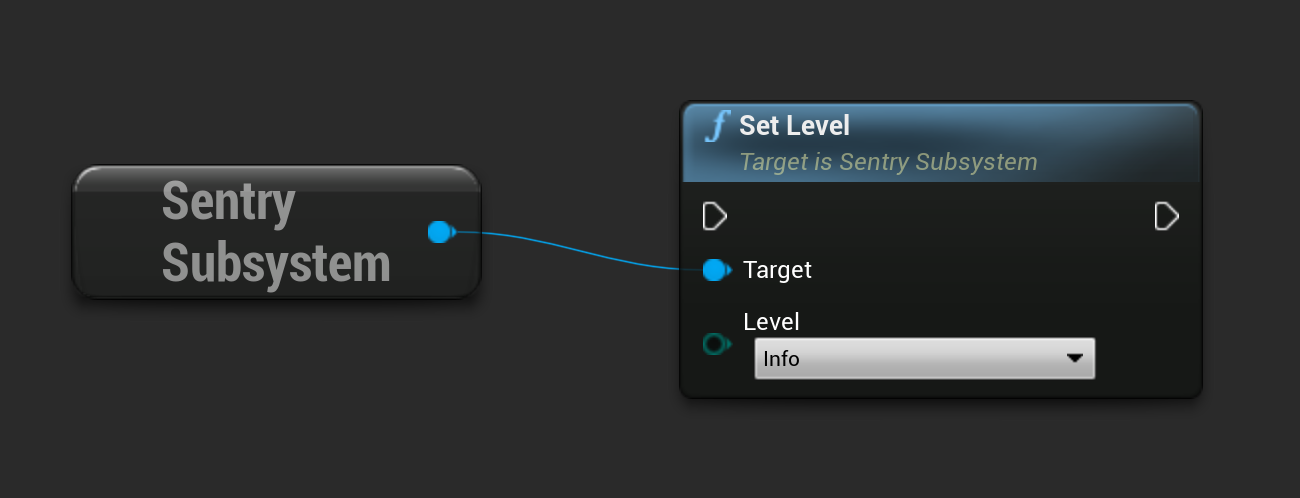 Sentry
Subsystem
Set Level
Target is Sentry Subsystem
Target
Level
Info